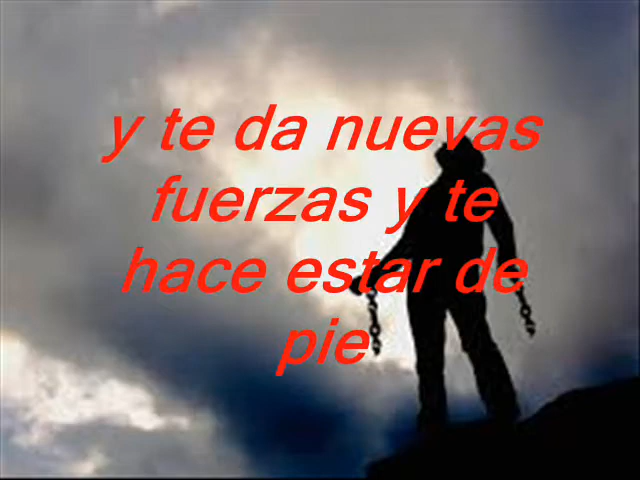 y te da nuevas
fuerzas y te
hace estar de
pie